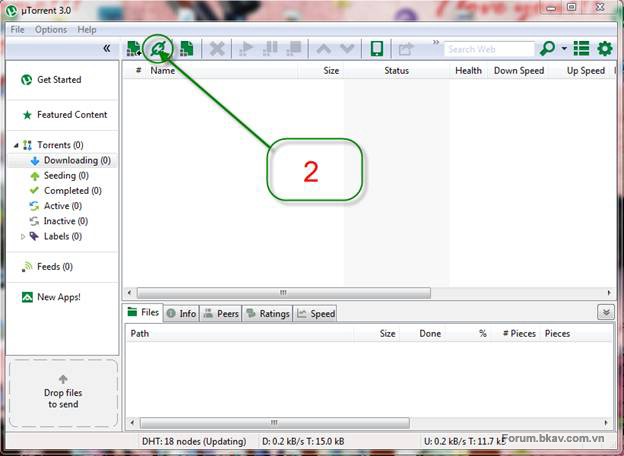 µTorrent 3.0
File Options Help
« » Search Web
Get Started
Featured Content
Torrents (0)
Downloading (0)
Seeding (0)
Completed (0)
Active (0)
Inactive (0)
Labels (0)
Feeds (0)
New Apps!
Drop files
to send
# Name Size Status Health Down Speed Up Speed
2
Files Info Peers Ratings Speed
Path Size Done % # Pieces Pieces
DHT: 18 nodes (Updating) D: 0.2 kB/s T: 15.0 kB U: 0.2 kB/s T: 11.7 kB
Forum.bkav.com.vn